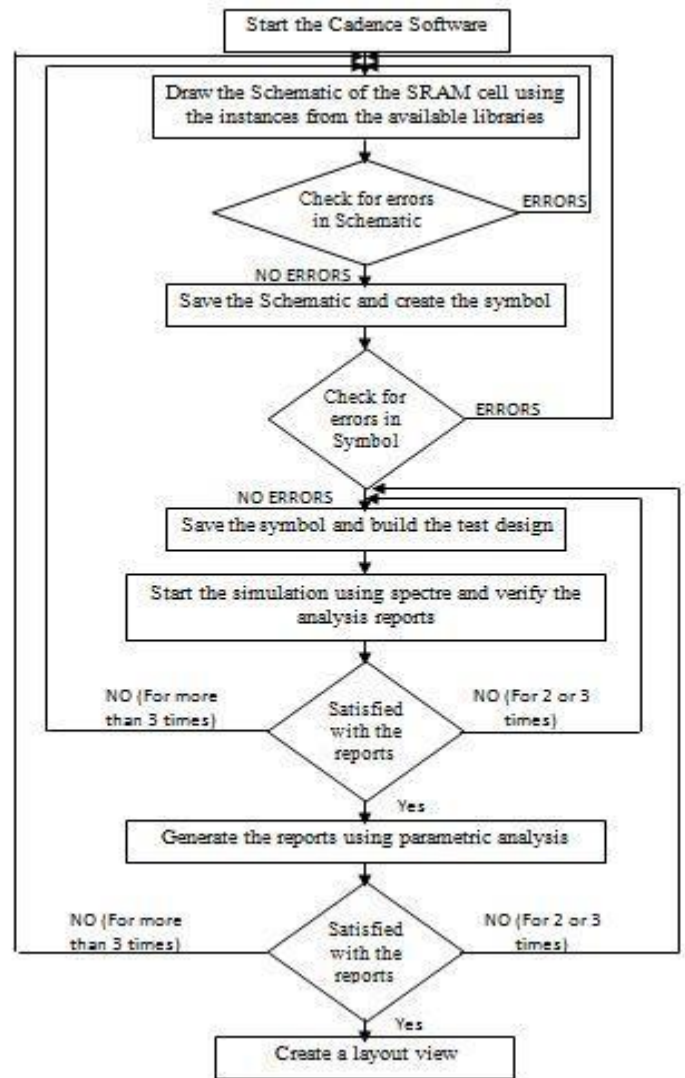 Start the Cadence Software
Draw the Schematic of the SRAM cell using
the instances from the available libraries
Check for errors
in Schematic
ERRORS
NO ERRORS
Save the Schematic and create the symbol
Check for
errors in
Symbol
ERRORS
NO ERRORS
Save the symbol and build the test design
Start the simulation using spectre and verify the
analysis reports
NO (For more
than 3 times)
Satisfied
with the
reports
NO (For 2 or 3
times)
Yes
Generate the reports using parametric analysis
NO (For more
than 3 times)
Satisfied
with the
reports
NO (For 2 or 3
times)
Yes
Create a layout view